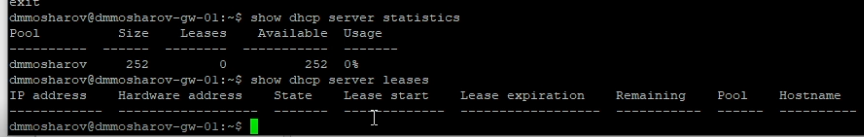 exit
dmmosharov@dmmosharov-gw-01:~$ show dhcp server statistics
Pool        Size    Leases    Available  Usage
----------  ------  --------  -----------  -------
dmmosharov  252     0         252  0%
dmmosharov@dmmosharov-gw-01:~$ show dhcp server leases
IP address    Hardware address    State    Lease start    Lease expiration    Remaining    Pool    Hostname
------------  ------------------  -------  -------------  ------------------  -----------  ------  ----------
dmmosharov@dmmosharov-gw-01:~$